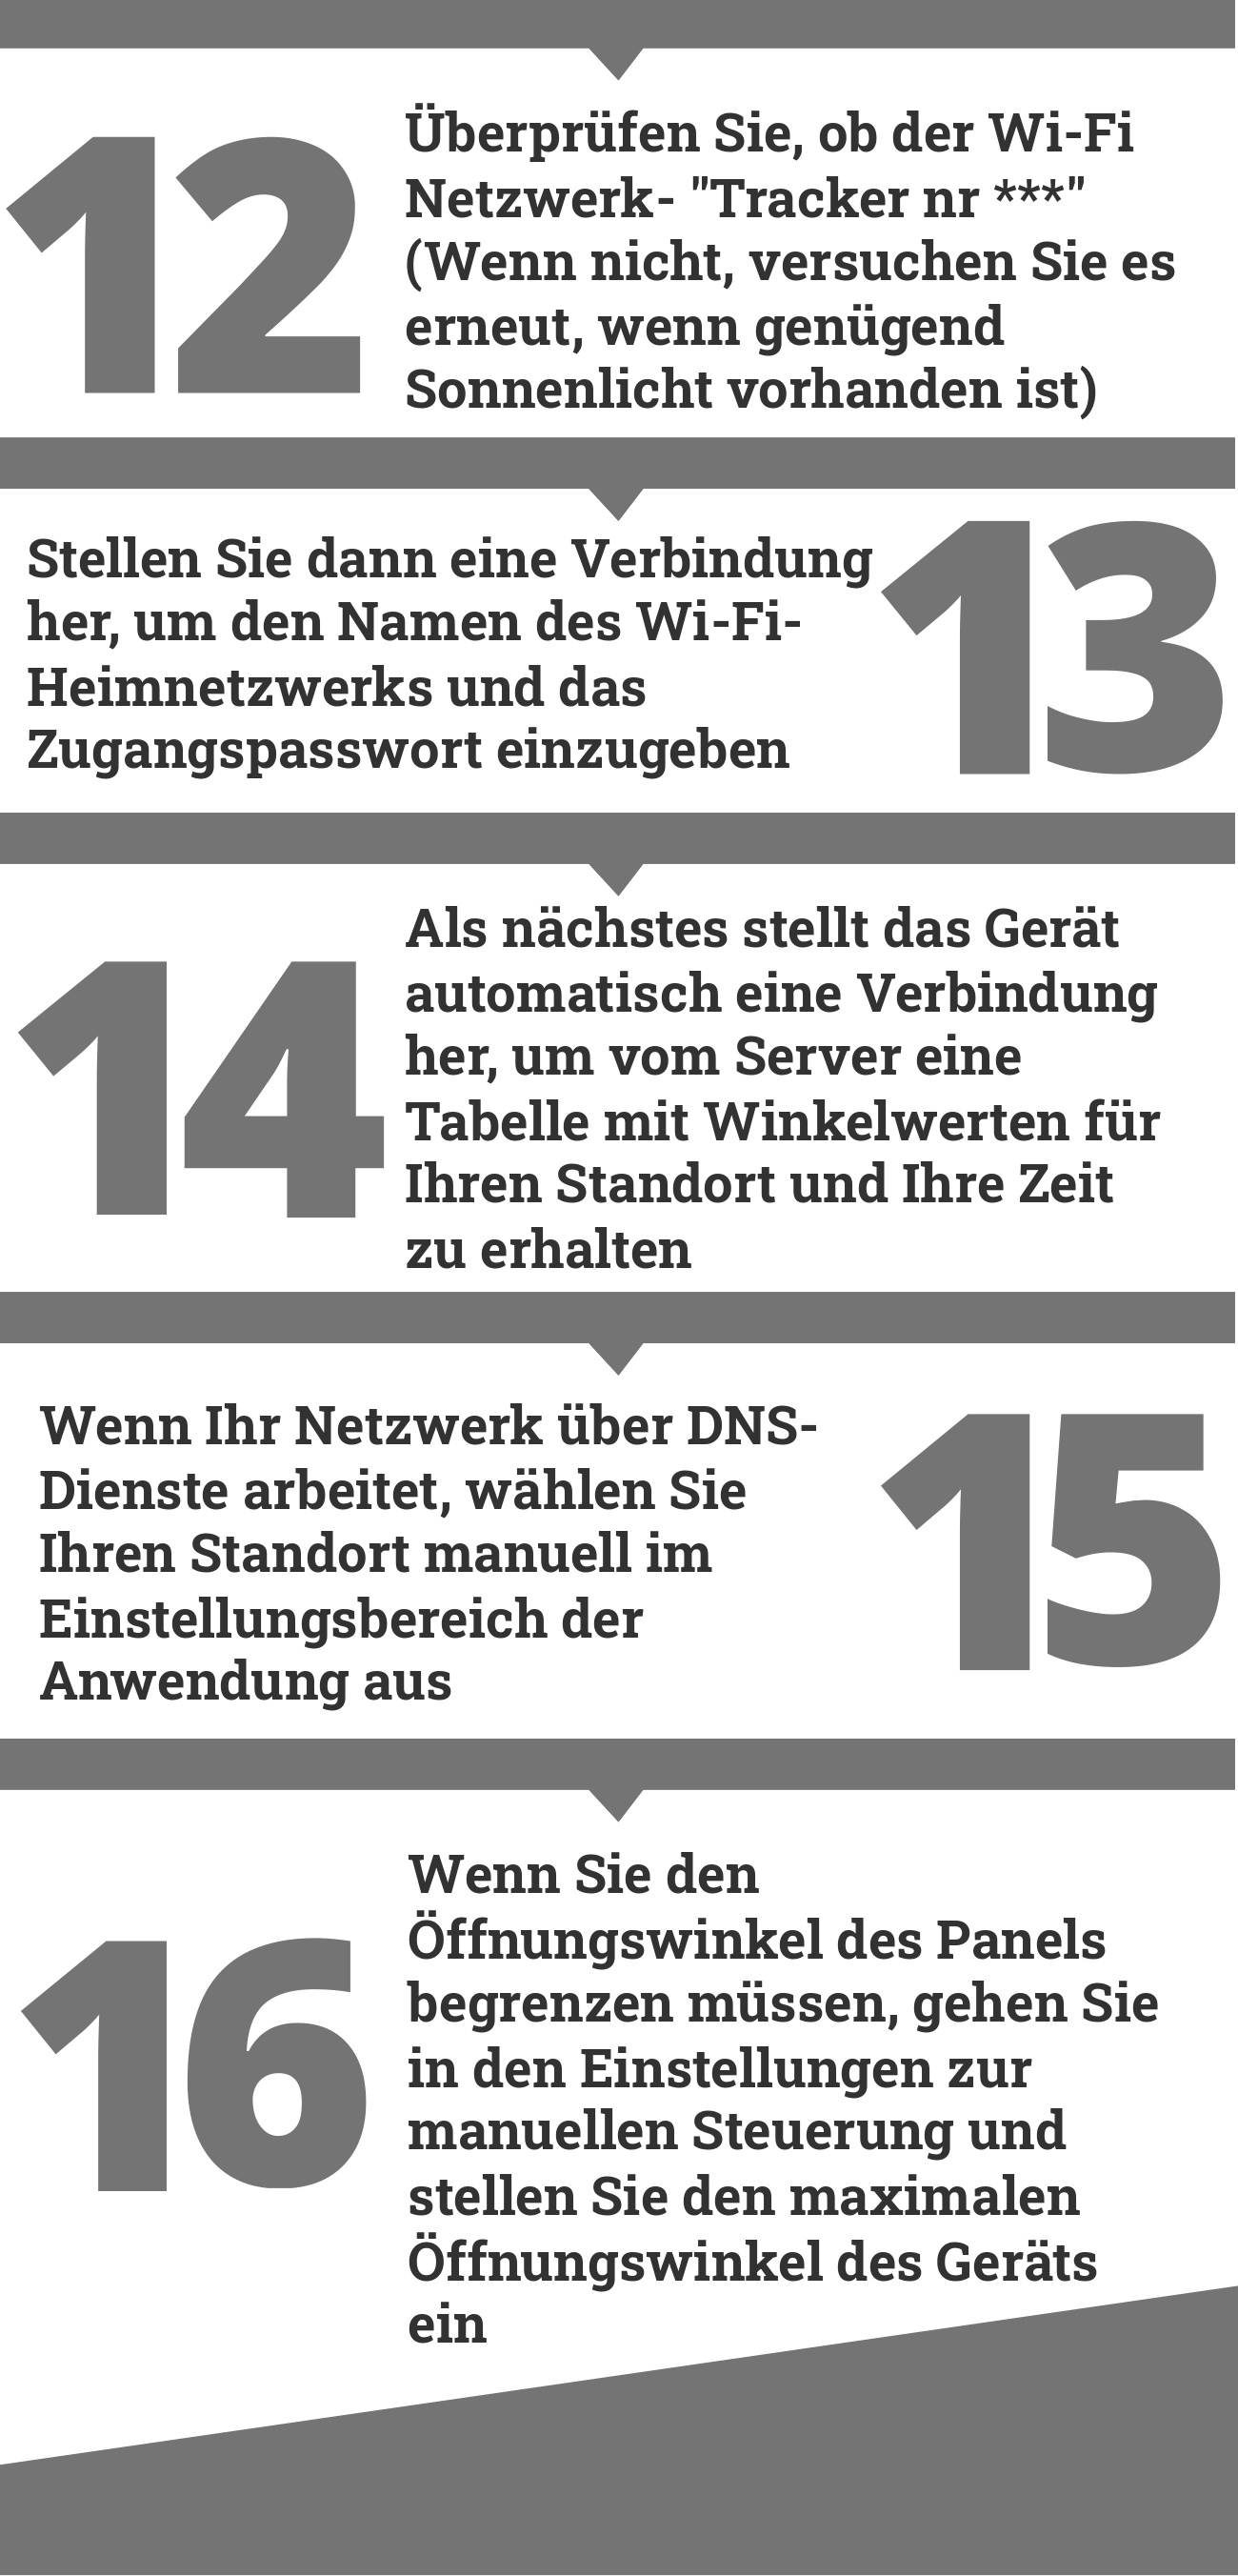 12
Überprüfen Sie, ob der Wi-Fi
Netzwerk- "Tracker nr ***"
(Wenn nicht, versuchen Sie es
erneut, wenn genügend
Sonnenlicht vorhanden ist)
Stellen Sie dann eine Verbindung
her, um den Namen des Wi-Fi-
Heimnetzwerks und das
Zugangspasswort einzugeben
13
14
Als nächstes stellt das Gerät
automatisch eine Verbindung
her, um vom Server eine
Tabelle mit Winkelwerten für
Ihren Standort und Ihre Zeit
zu erhalten
Wenn Ihr Netzwerk über DNS-
Dienste arbeitet, wählen Sie
Ihren Standort manuell im
Einstellungsbereich der
Anwendung aus
15
16
Wenn Sie den
Öffnungswinkel des Panels
begrenzen müssen, gehen Sie
in den Einstellungen zur
manuellen Steuerung und
stellen Sie den maximalen
Öffnungswinkel des Geräts
ein